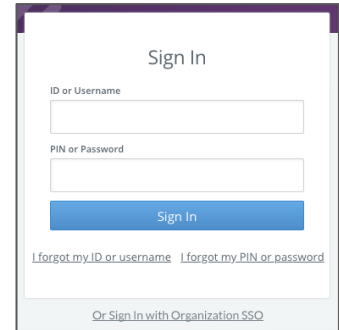 Sign In
ID or Username
PIN or Password
Sign In
I forgot my ID or username I forgot my PIN or password
Or Sign In with Organization SSO